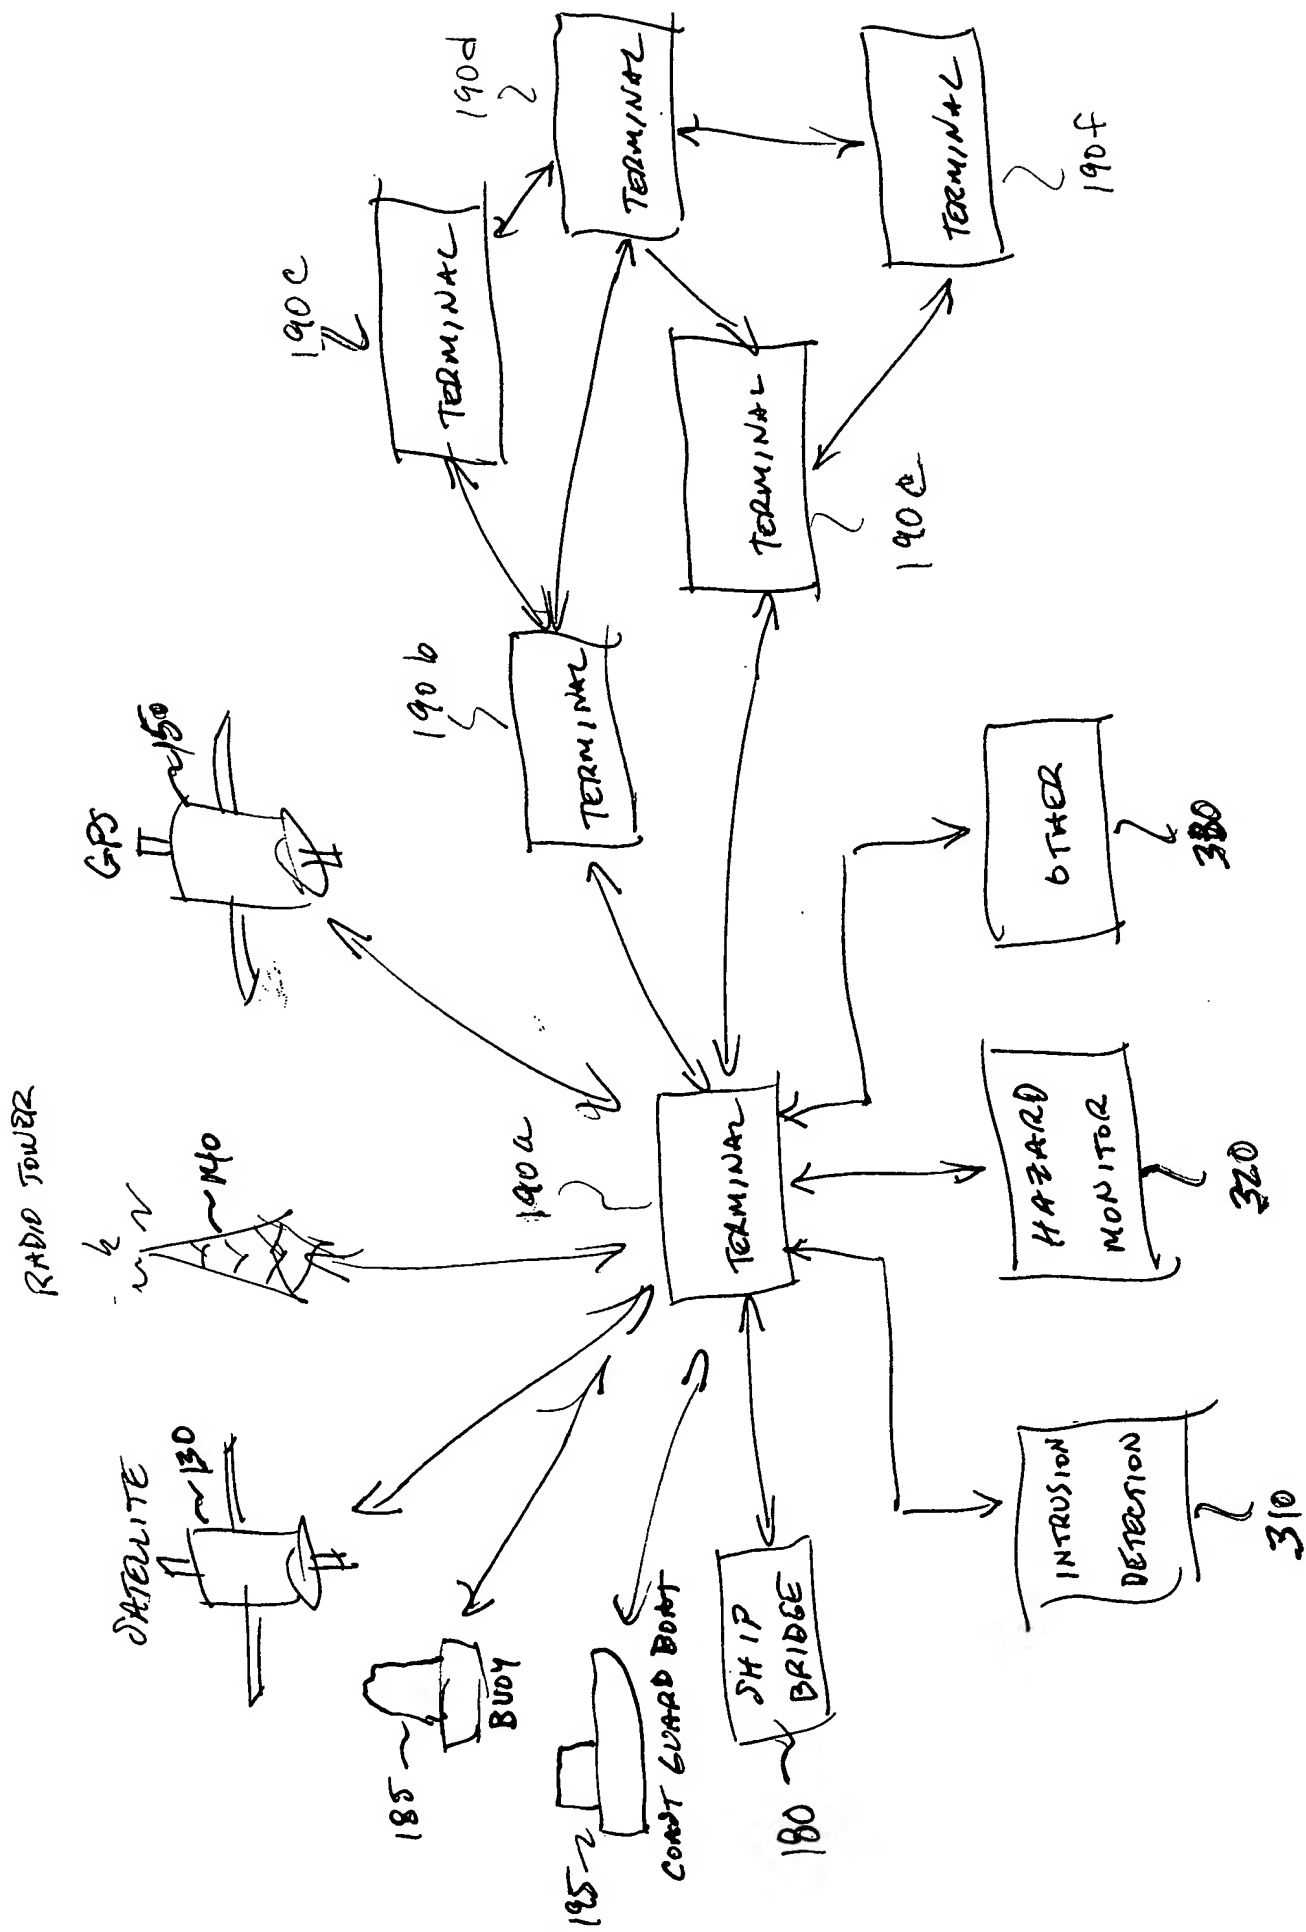 RADIO TOWER
SATELLITE
GPS
130
140
150
185
BUOY
195
COAST GUARD BOAT
180
SHIP
BRIDGE
190a
TERMINAL
190b
TERMINAL
190c
TERMINAL
190d
TERMINAL
190e
TERMINAL
190f
TERMINAL
INTRUSION
DETECTION
310
HAZARD
MONITOR
320
OTHER